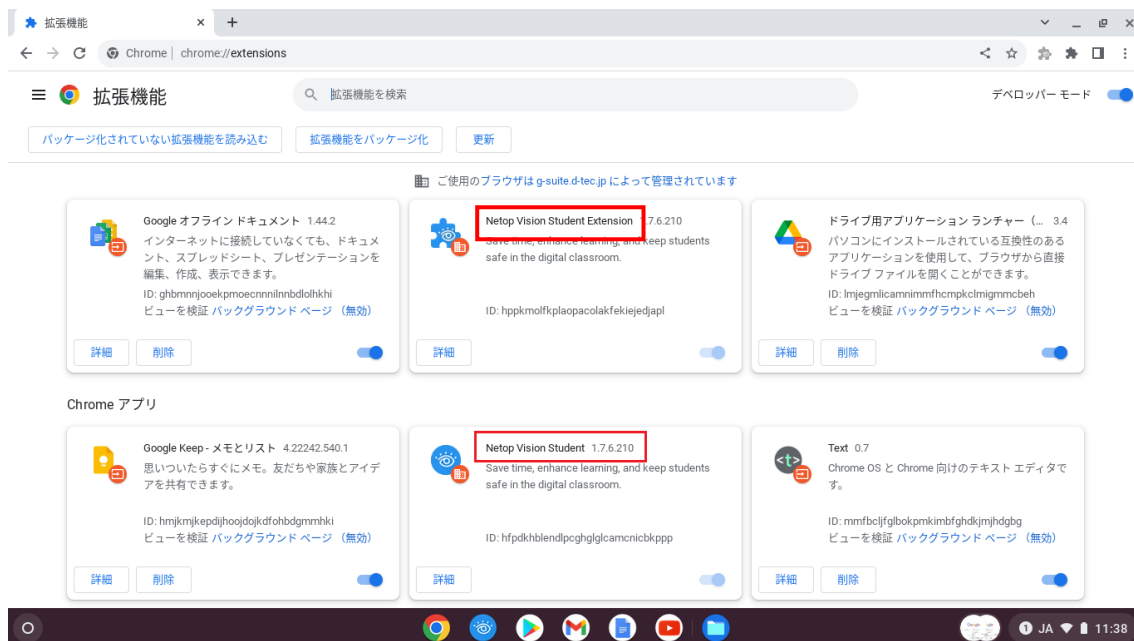 拡張機能
Chrome | chrome://extensions
拡張機能
拡張機能を検索
デベロッパー モード
パッケージ化されていない拡張機能を読み込む
拡張機能をパッケージ化
更新
ご使用のブラウザは g-suite.d-tec.jp によって管理されています
Google オフライン ドキュメント 1.44.2
インターネットに接続していなくても、ドキュメ
ント、スプレッドシート、プレゼンテーションを
編集、作成、表示できます。
ID: ghbmnnjooekpmoecnnnilnnbdlolhkhi
ビューを検証 バックグラウンド ページ （無効）
詳細
削除
Netop Vision Student Extension 1.7.6.210
Save time, enhance learning, and keep students
safe in the digital classroom.
ID: hppkmolfkplaopacolakfekiejedjapl
詳細
ドライブ用アプリケーション ランチャー（... 3.4
パソコンにインストールされている互換性のある
アプリケーションを使用して、ブラウザから直接
ドライブ ファイルを開くことができます。
ID: lmjegmlicamnimmfhcmpkclmigmmcbeh
ビューを検証 バックグラウンド ページ （無効）
詳細
削除
Chrome アプリ
Google Keep - メモとリスト 4.22242.540.1
思いついたらすぐにメモ。友だちや家族とアイデ
アを共有できます。
ID: hmjkmjkepdijhoojdojkdfohbdgmmhki
ビューを検証 バックグラウンド ページ （無効）
詳細
削除
Netop Vision Student 1.7.6.210
Save time, enhance learning, and keep students
safe in the digital classroom.
ID: hfpdkhblendlpcghglglcamcnicbkppp
詳細
Text 0.7
Chrome OS と Chrome 向けのテキスト エディタで
す。
ID: mmfbcljfglbokpmkimbfghdkjmjhdgbg
ビューを検証 バックグラウンド ページ （無効）
詳細
削除
1 JA 11:38